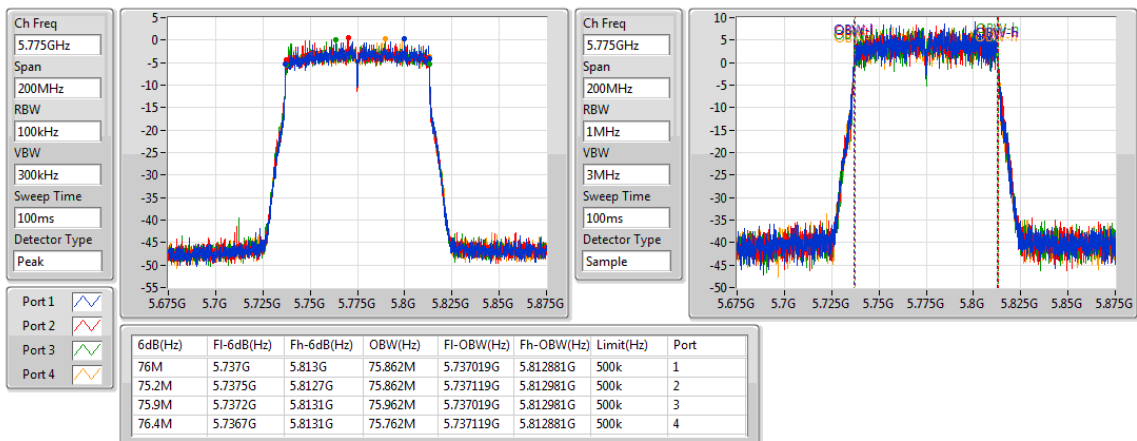 Ch Freq
5.775GHz
Span
200MHz
RBW
100kHz
VBW
300kHz
Sweep Time
100ms
Detector Type
Peak
5
0
-5
-10
-15
-20
-25
-30
-35
-40
-45
-50
-55
5.675G 5.7G 5.725G 5.75G 5.775G 5.8G 5.825G 5.85G 5.875G
Ch Freq
5.775GHz
Span
200MHz
RBW
1MHz
VBW
3MHz
Sweep Time
100ms
Detector Type
Sample
10
5
0
-5
-10
-15
-20
-25
-30
-35
-40
-45
-50
OBW-l OBW-h
5.675G 5.7G 5.725G 5.75G 5.775G 5.8G 5.825G 5.85G 5.875G
Port 1
Port 2
Port 3
Port 4
6dB(Hz) Fl-6dB(Hz) Fh-6dB(Hz) OBW(Hz) Fl-OBW(Hz) Fh-OBW(Hz) Limit(Hz) Port
76M 5.737G 5.813G 75.862M 5.737019G 5.812881G 500k 1
75.2M 5.7375G 5.8127G 75.862M 5.737119G 5.812981G 500k 2
75.9M 5.7372G 5.8131G 75.962M 5.737019G 5.812981G 500k 3
76.4M 5.7367G 5.8131G 75.762M 5.737119G 5.812881G 500k 4